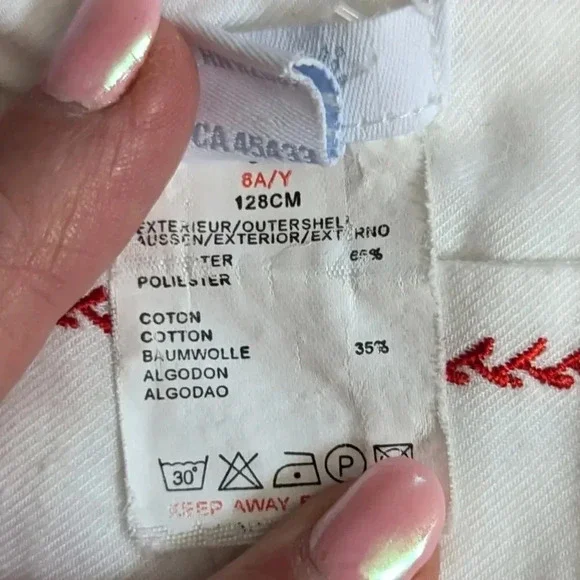 CA 45433
8A/Y
128CM
EXTERIEUR/OUTERSHELL
AUSSEN/EXTERIOR/EXTERNO
65%
POLIESTER
COTON
COTTON
BAUMWOLLE 35%
ALGODON
ALGODAO
30° P
KEEP AWAY